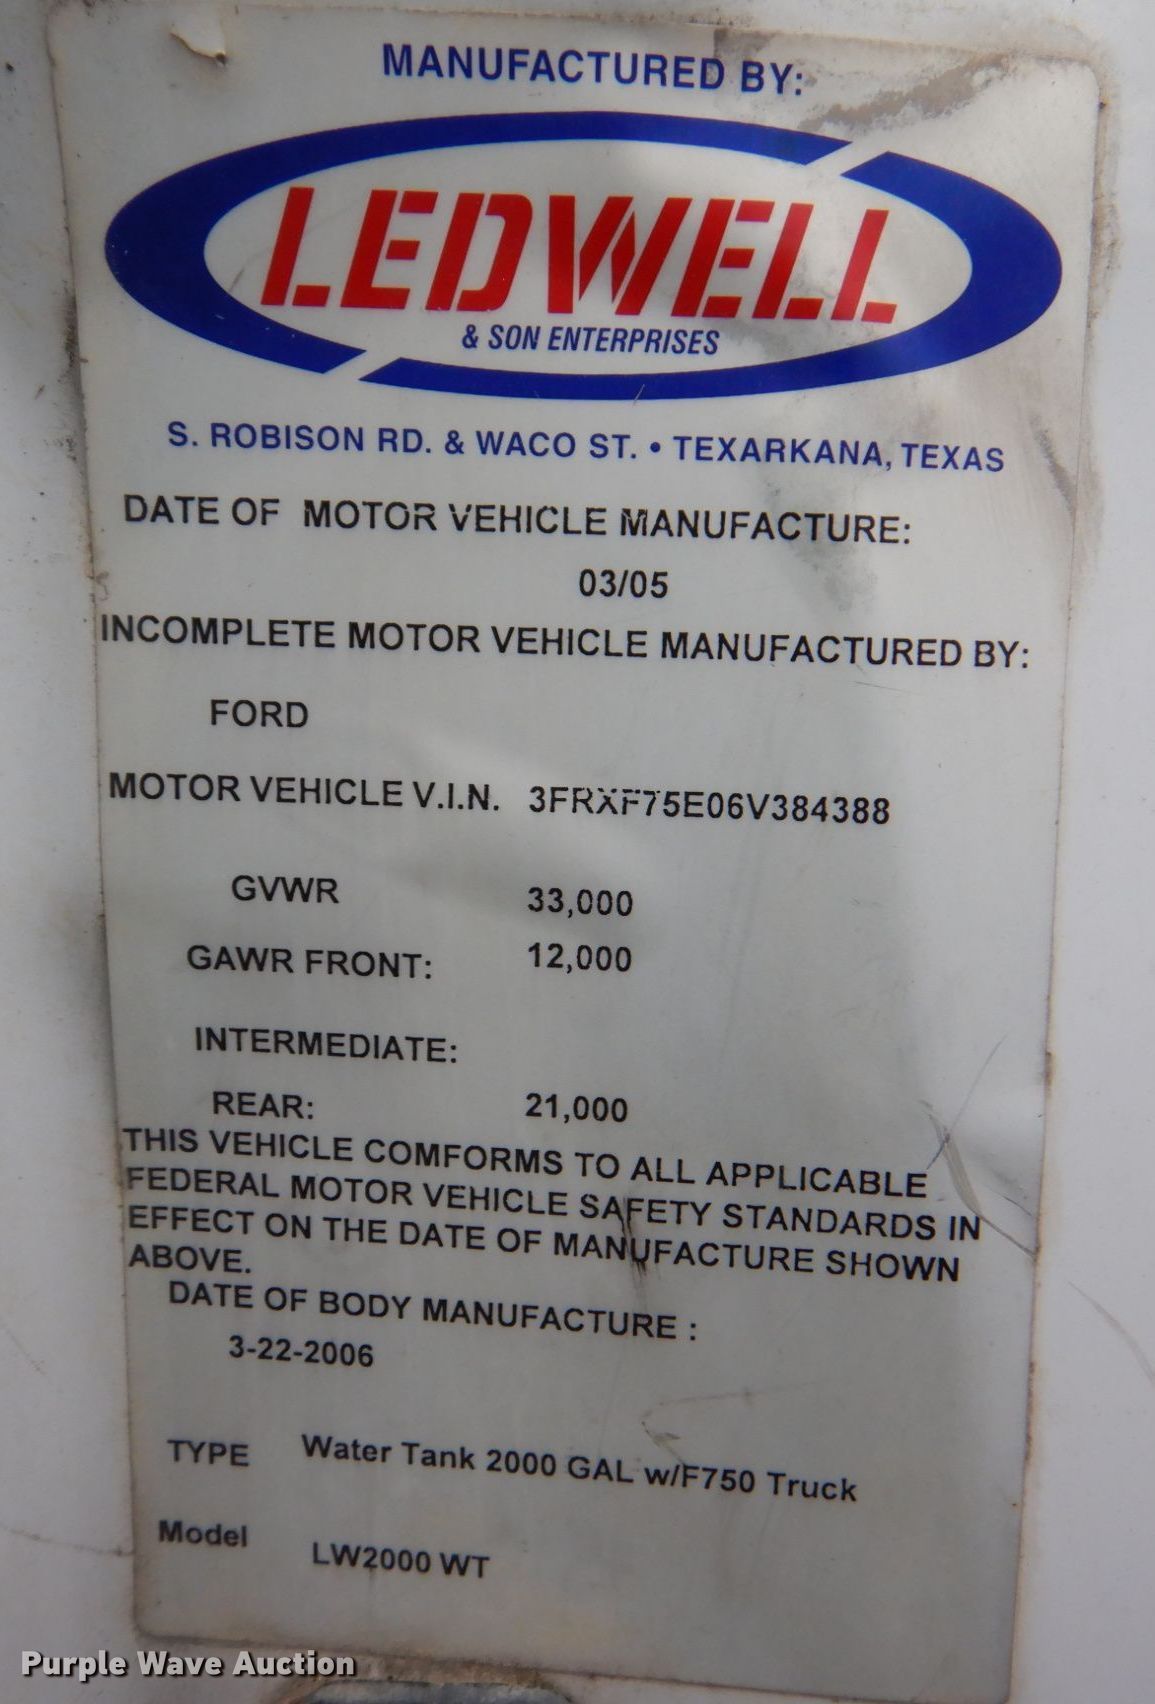 MANUFACTURED BY:
LEDWELL
& SON ENTERPRISES
S. ROBISON RD. & WACO ST. • TEXARKANA, TEXAS
DATE OF MOTOR VEHICLE MANUFACTURE:
03/05
INCOMPLETE MOTOR VEHICLE MANUFACTURED BY:
FORD
MOTOR VEHICLE V.I.N. 3FRXF75E06V384388
GVWR 33,000
GAWR FRONT: 12,000
INTERMEDIATE:
REAR: 21,000
THIS VEHICLE COMFORMS TO ALL APPLICABLE
FEDERAL MOTOR VEHICLE SAFETY STANDARDS IN
EFFECT ON THE DATE OF MANUFACTURE SHOWN
ABOVE.
DATE OF BODY MANUFACTURE :
3-22-2006
TYPE Water Tank 2000 GAL w/F750 Truck
Model LW2000 WT
Purple Wave Auction